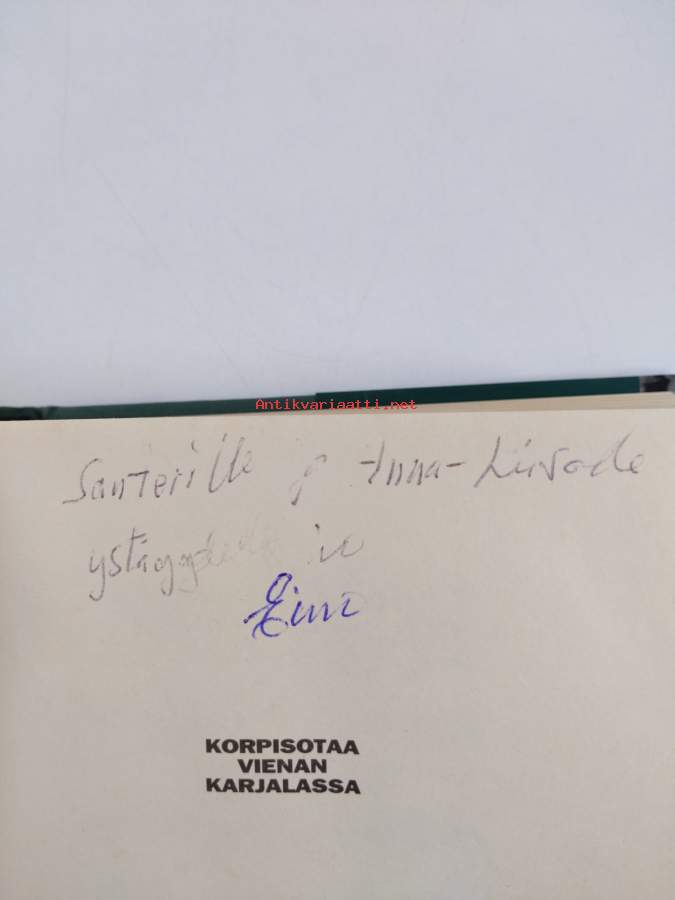 Antikvariaatti.net
Santerille ja Anna-Liisalle
ystävyydellä
Eino
KORPISOTAA
VIENAN
KARJALASSA